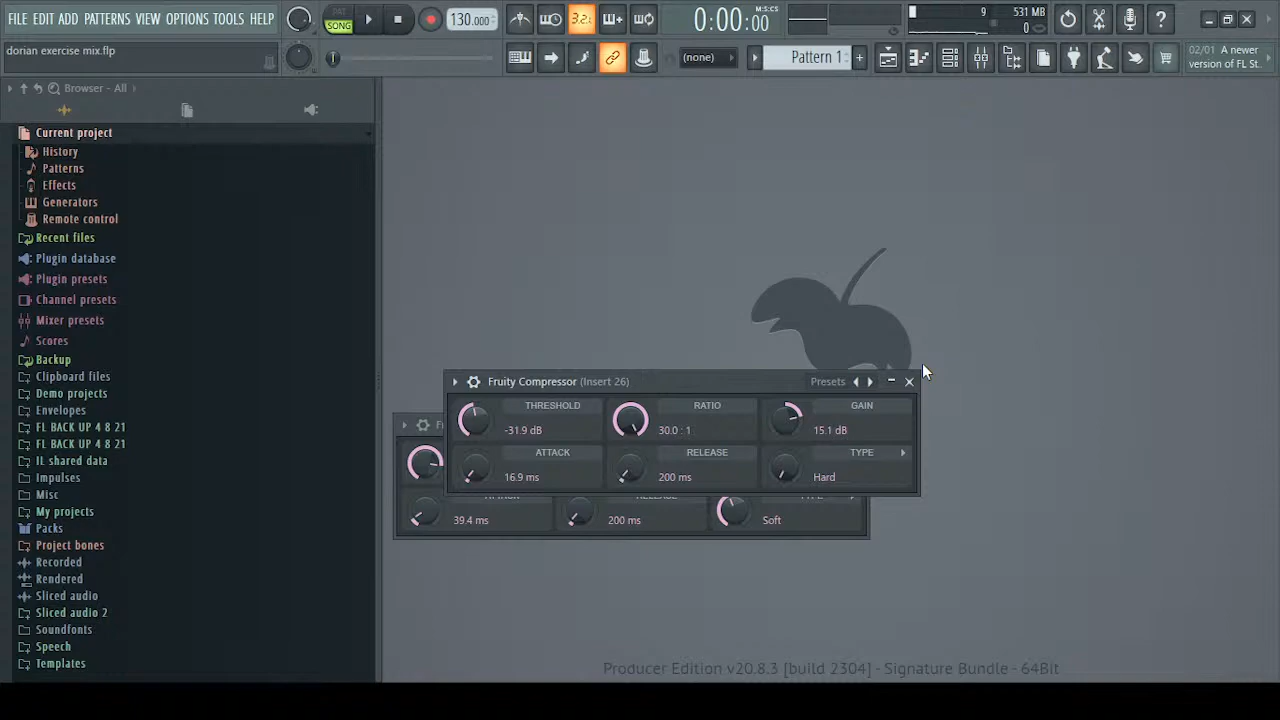 FILE EDIT ADD PATTERNS VIEW OPTIONS TOOLS HELP
PAT
SONG
130.000
3.2.
0:00:00
M:S:CS
9
531 MB
0
dorian exercise mix.flp
(none)
Pattern 1
02/01 A newer
version of FL St..
Browser - All
Current project
History
Patterns
Effects
Generators
Remote control
Recent files
Plugin database
Plugin presets
Channel presets
Mixer presets
Scores
Backup
Clipboard files
Demo projects
Envelopes
FL BACK UP 4 8 21
FL BACK UP 4 8 21
IL shared data
Impulses
Misc
My projects
Packs
Project bones
Recorded
Rendered
Sliced audio
Sliced audio 2
Soundfonts
Speech
Templates
Fruity Compressor (Insert 26)
Presets
THRESHOLD
RATIO
GAIN
-31.9 dB
30.0 : 1
15.1 dB
ATTACK
RELEASE
TYPE
16.9 ms
200 ms
Hard
39.4 ms
200 ms
Soft
Producer Edition v20.8.3 [build 2304] - Signature Bundle - 64Bit